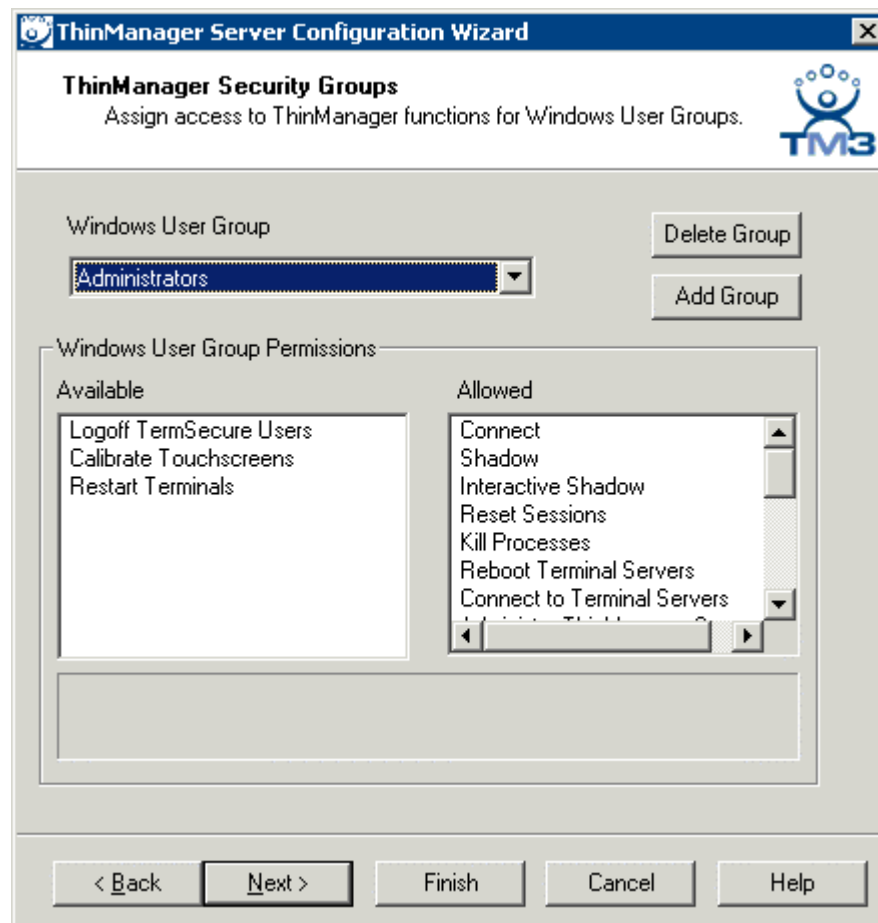 ThinManager Server Configuration Wizard
ThinManager Security Groups
Assign access to ThinManager functions for Windows User Groups.
TM3
Windows User Group
Delete Group
Administrators
Add Group
Windows User Group Permissions
Available
Allowed
Logoff TermSecure Users
Calibrate Touchscreens
Restart Terminals
Connect
Shadow
Interactive Shadow
Reset Sessions
Kill Processes
Reboot Terminal Servers
Connect to Terminal Servers
< Back
Next >
Finish
Cancel
Help